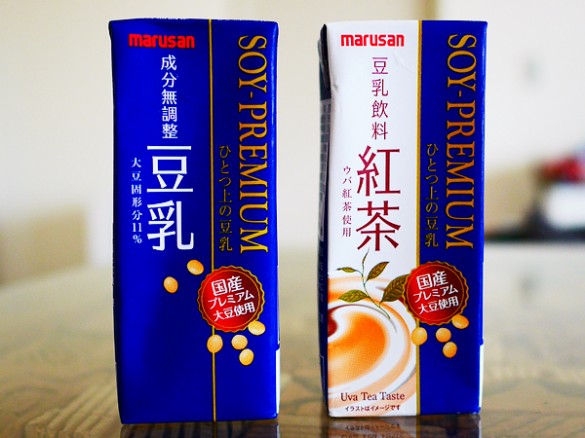 marusan
成分無調整
豆乳
大豆固形分11%
SOY-PREMIUM
ひとつ上の豆乳
国産
プレミアム
大豆使用
marusan
豆乳飲料
紅茶
ウバ紅茶使用
SOY-PREMIUM
ひとつ上の豆乳
国産
プレミアム
大豆使用
Uva Tea Taste
イラストはイメージです